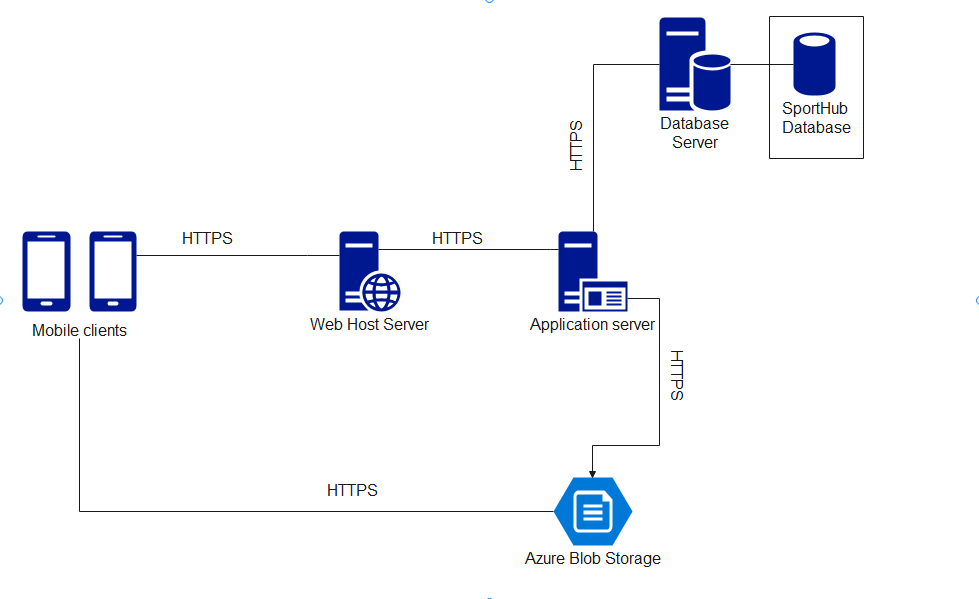 SportHub
Database
Database
Server
HTTPS
HTTPS
HTTPS
Mobile clients
Web Host Server
Application server
HTTPS
HTTPS
Azure Blob Storage